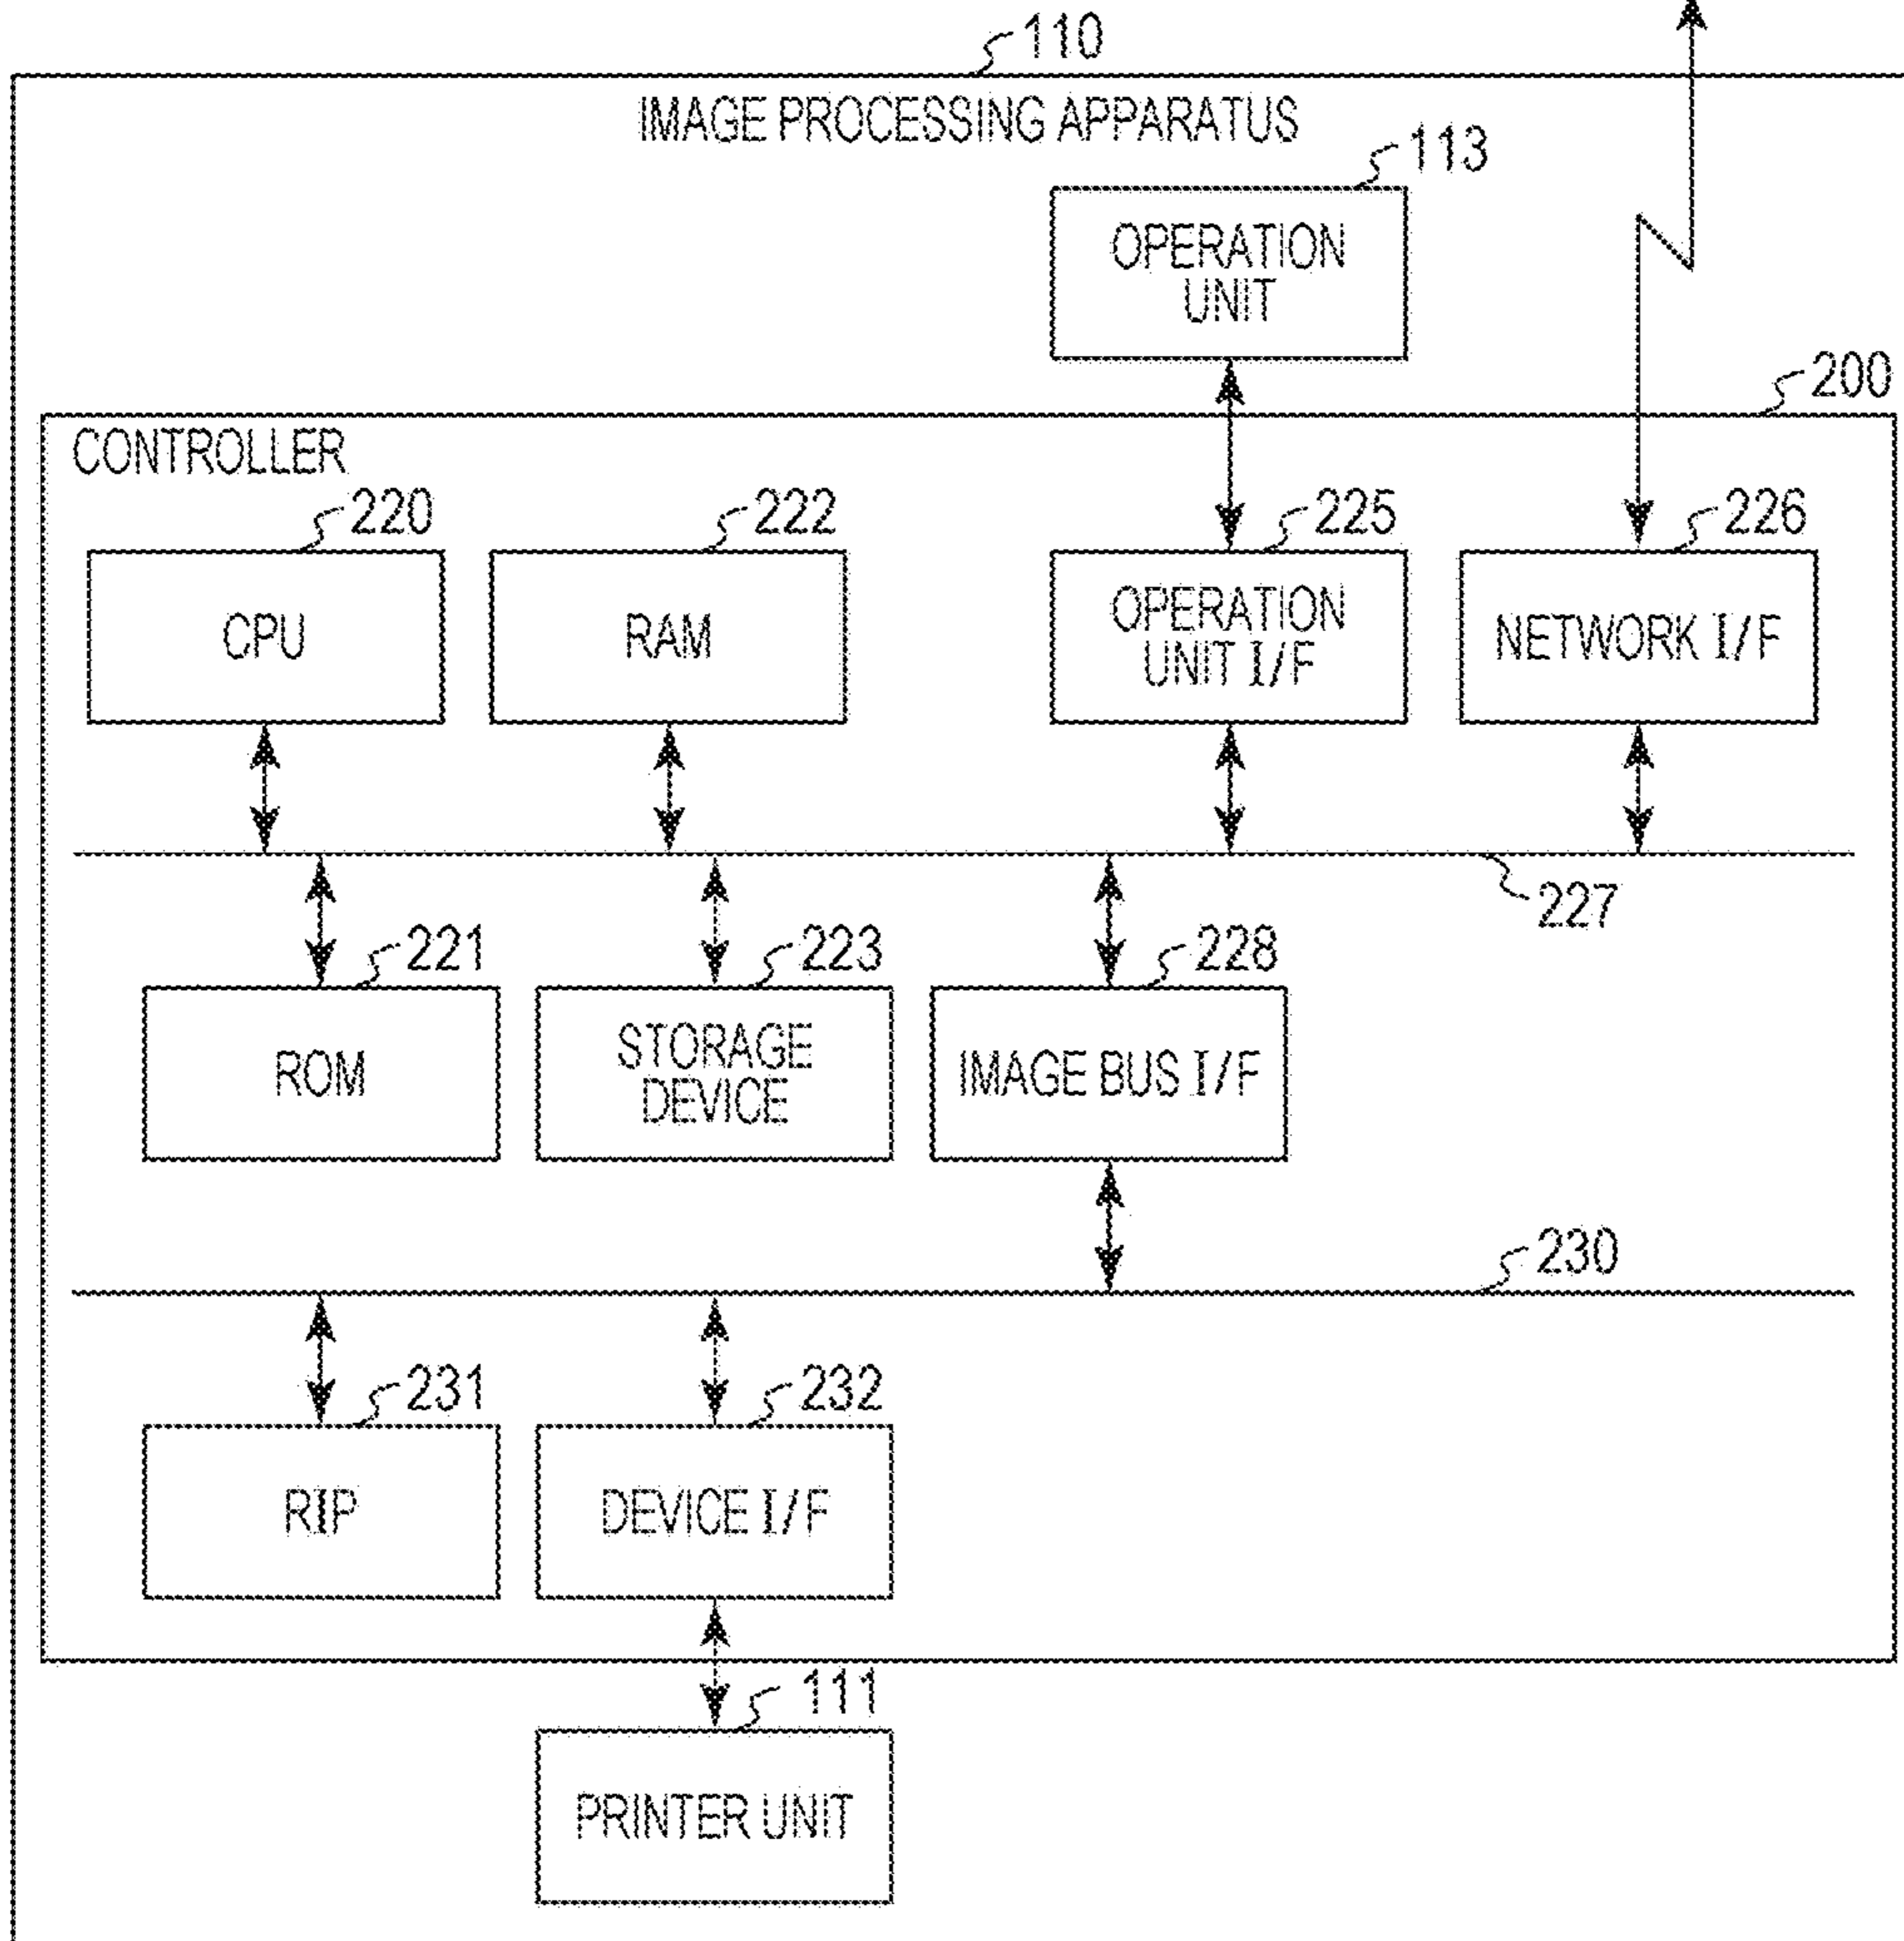 110
IMAGE PROCESSING APPARATUS
113
OPERATION
UNIT
200
CONTROLLER
220
222
225
226
CPU
RAM
OPERATION
UNIT I/F
NETWORK I/F
227
221
223
228
ROM
STORAGE
DEVICE
IMAGE BUS I/F
230
231
232
RIP
DEVICE I/F
111
PRINTER UNIT